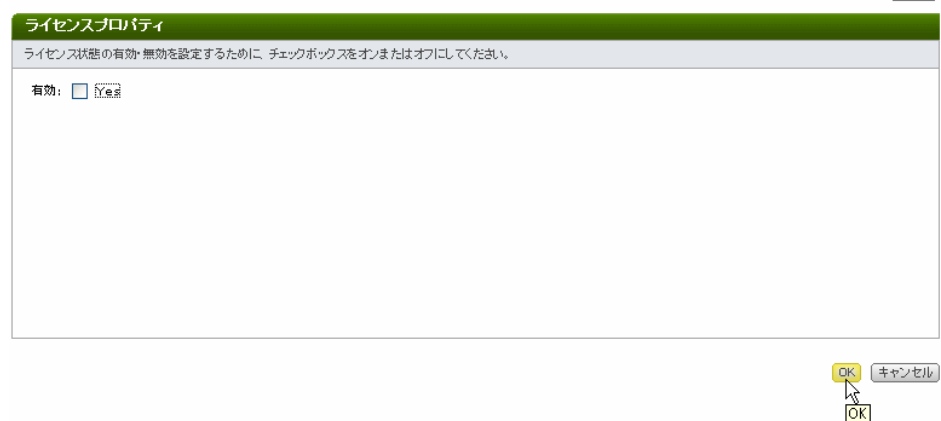 ライセンスプロパティ
ライセンス状態の有効・無効を設定するために、チェックボックスをオンまたはオフにしてください。
有効: Yes
OK キャンセル
OK